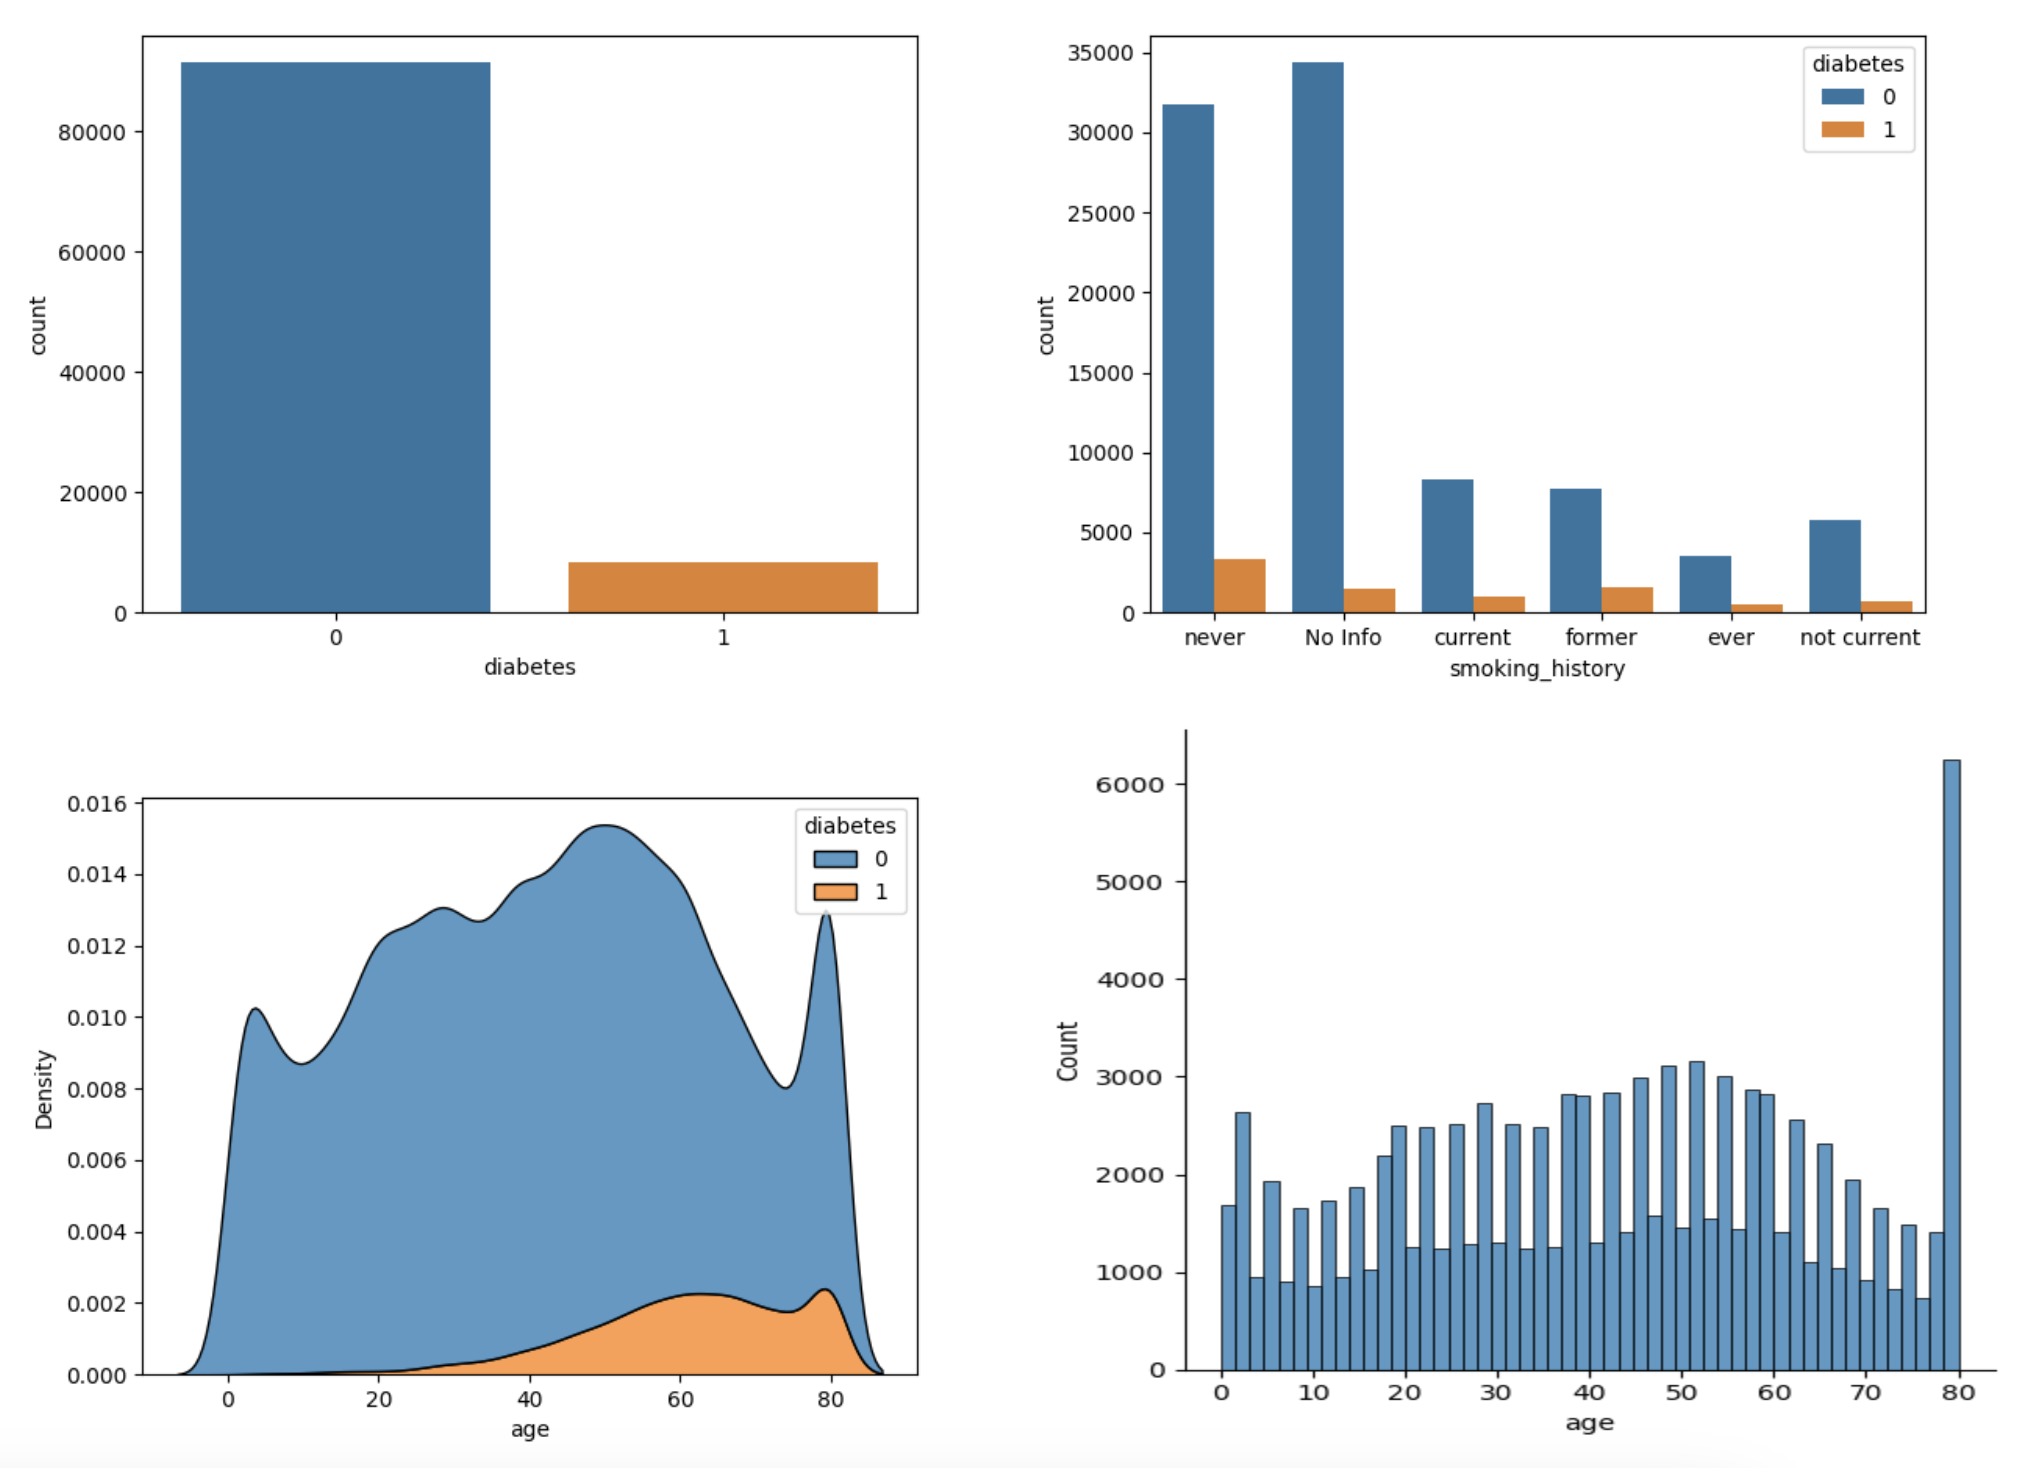 80000
60000
40000
20000
0
count
0 1
diabetes
35000
30000
25000
20000
15000
10000
5000
0
count
diabetes
0
1
never No Info current former ever not current
smoking_history
0.016
0.014
0.012
0.010
0.008
0.006
0.004
0.002
0.000
Density
diabetes
0
1
0 20 40 60 80
age
6000
5000
4000
3000
2000
1000
0
Count
0 10 20 30 40 50 60 70 80
age